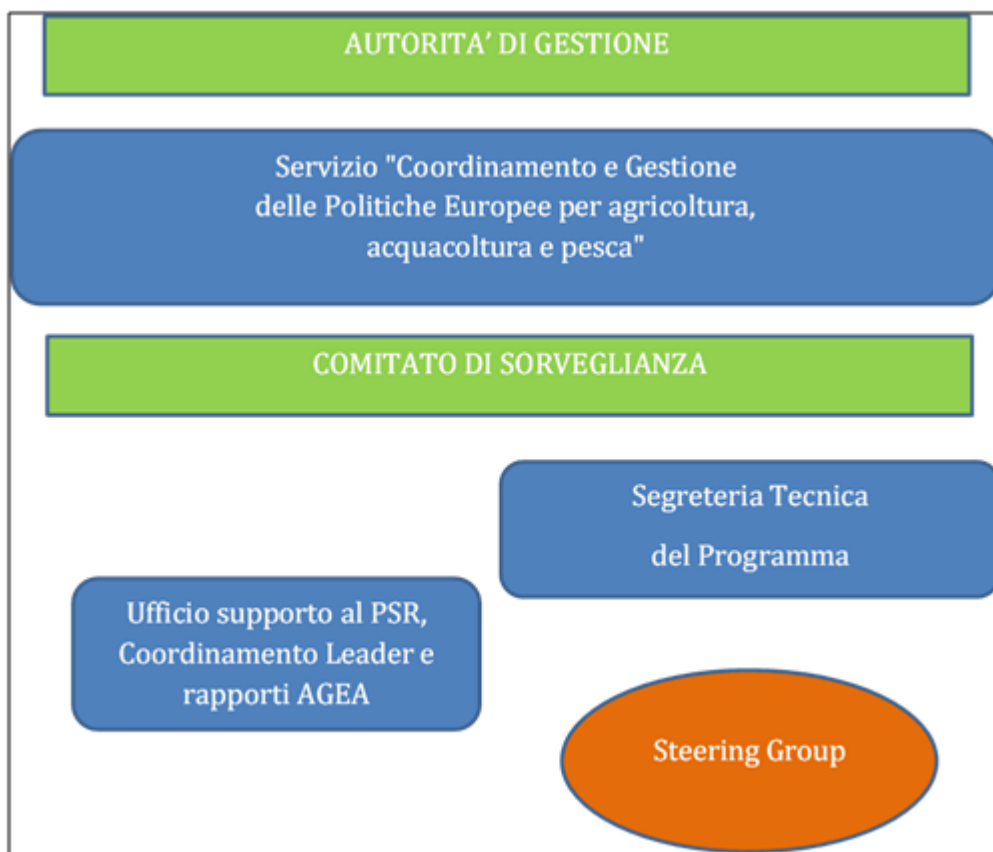 AUTORITA’ DI GESTIONE
Servizio "Coordinamento e Gestione
delle Politiche Europee per agricoltura,
acquacoltura e pesca"
COMITATO DI SORVEGLIANZA
Segreteria Tecnica
del Programma
Ufficio supporto al PSR,
Coordinamento Leader e
rapporti AGEA
Steering Group